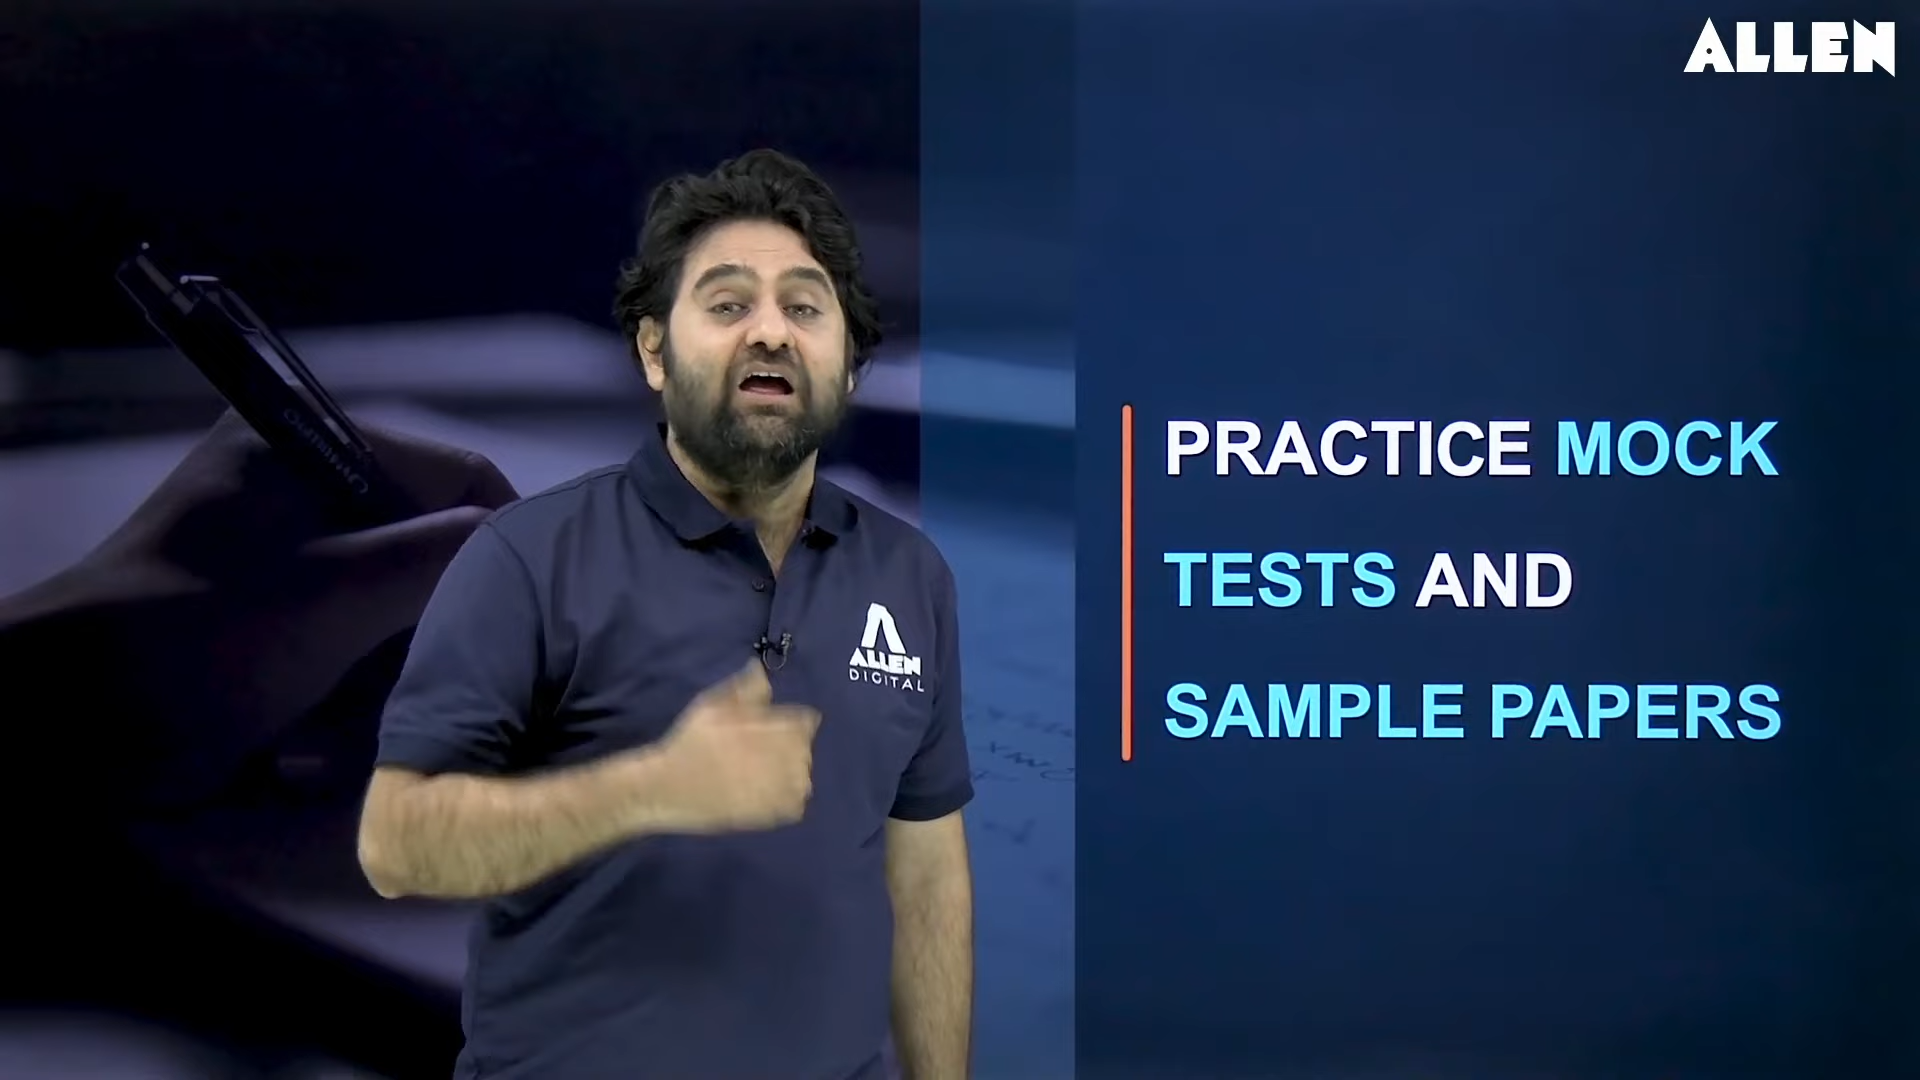 ALLEN
PRACTICE MOCK
TESTS AND
SAMPLE PAPERS
ALLEN
DIGITAL